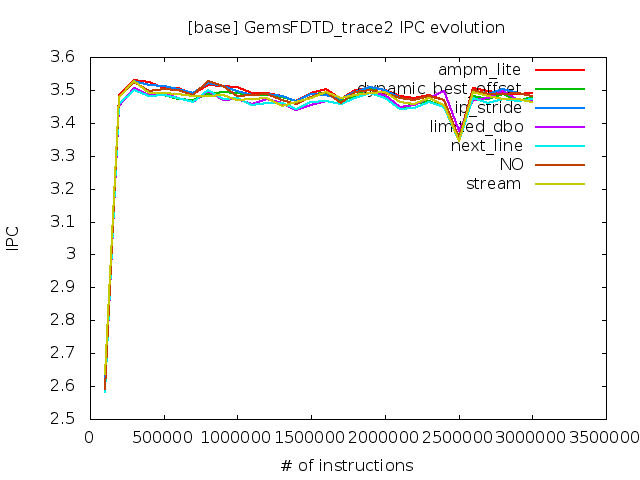 [base] GemsFDTD_trace2 IPC evolution
3.6
3.5
3.4
3.3
3.2
3.1
3
2.9
2.8
2.7
2.6
2.5
IPC
ampm_lite
dynamic_best_offset
ip_stride
limited_dbo
next_line
NO
stream
0 500000 1000000 1500000 2000000 2500000 3000000 3500000
# of instructions